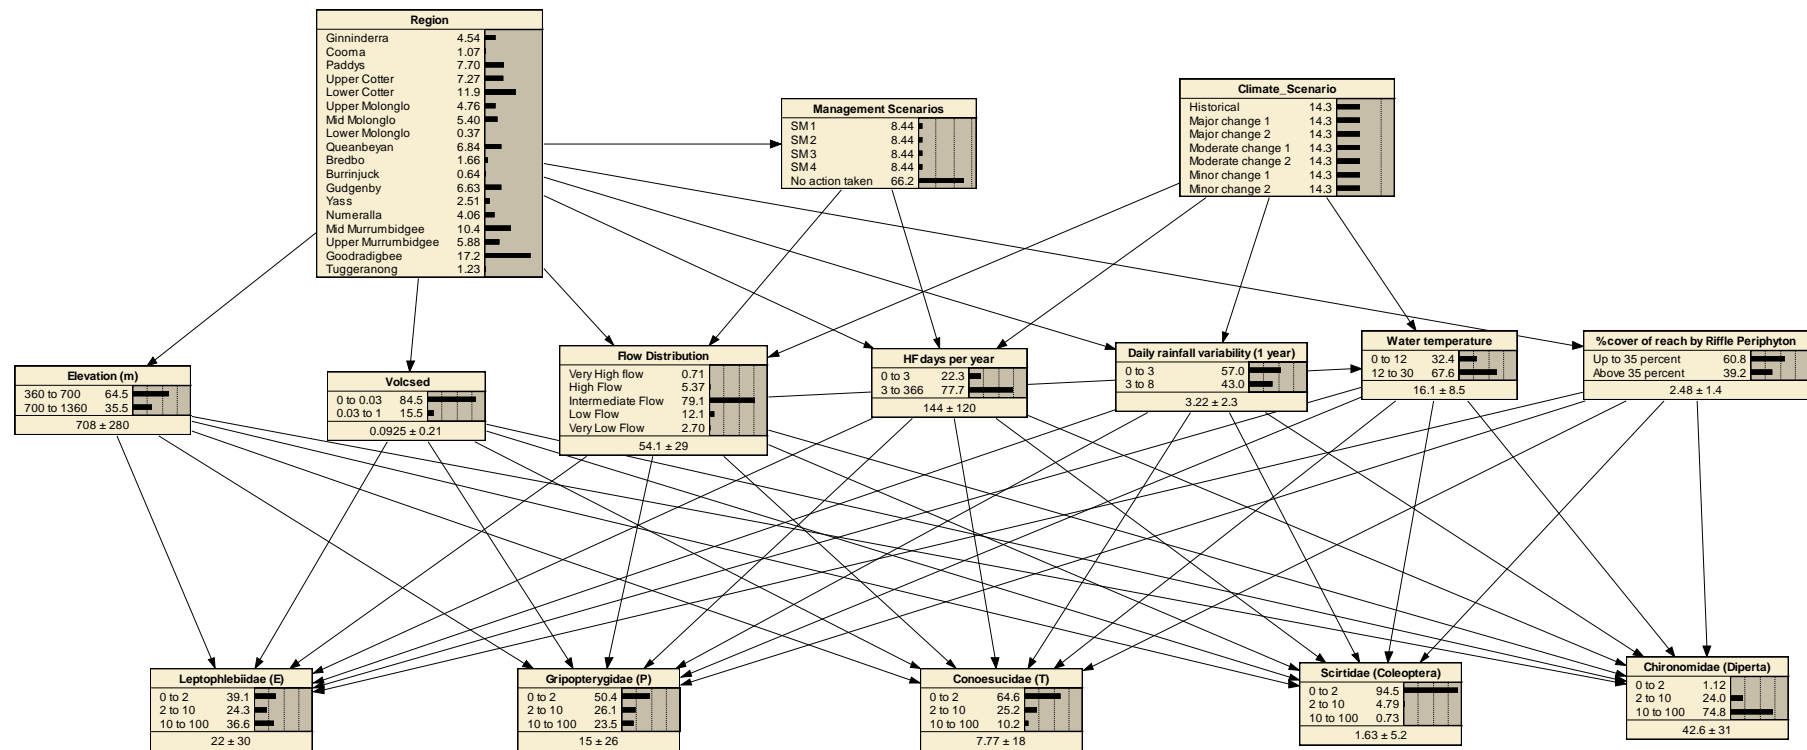 Region
Ginninderra 4.54
Cooma 1.07
Paddys 7.70
Upper Cotter 7.27
Lower Cotter 11.9
Upper Molonglo 4.76
Mid Molonglo 5.40
Lower Molonglo 0.37
Queanbeyan 6.84
Bredbo 1.66
Burrinjuck 0.64
Gudgenby 6.63
Yass 2.51
Numeralla 4.06
Mid Murrumbidgee 10.4
Upper Murrumbidgee 5.88
Goodradigbee 17.2
Tuggeranong 1.23
Management Scenarios
SM1 8.44
SM2 8.44
SM3 8.44
SM4 8.44
No action taken 66.2
Climate_Scenario
Historical 14.3
Major change 1 14.3
Major change 2 14.3
Moderate change 1 14.3
Moderate change 2 14.3
Minor change 1 14.3
Minor change 2 14.3
Elevation (m)
360 to 700 64.5
700 to 1360 35.5
708 ± 280
Volcsed
0 to 0.03 84.5
0.03 to 1 15.5
0.0925 ± 0.21
Flow Distribution
Very High flow 0.71
High Flow 5.37
Intermediate Flow 79.1
Low Flow 12.1
Very Low Flow 2.70
54.1 ± 29
HF days per year
0 to 3 22.3
3 to 366 77.7
144 ± 120
Daily rainfall variability (1 year)
0 to 3 57.0
3 to 8 43.0
3.22 ± 2.3
Water temperature
0 to 12 32.4
12 to 30 67.6
16.1 ± 8.5
%cover of reach by Riffle Periphyton
Up to 35 percent 60.8
Above 35 percent 39.2
2.48 ± 1.4
Leptophlebiidae (E)
0 to 2 39.1
2 to 10 24.3
10 to 100 36.6
22 ± 30
Gripopterygidae (P)
0 to 2 50.4
2 to 10 26.1
10 to 100 23.5
15 ± 26
Conoesucidae (T)
0 to 2 64.6
2 to 10 25.2
10 to 100 10.2
7.77 ± 18
Scirtidae (Coleoptera)
0 to 2 94.5
2 to 10 4.79
10 to 100 0.73
1.63 ± 5.2
Chironomidae (Diperta)
0 to 2 1.12
2 to 10 24.0
10 to 100 74.8
42.6 ± 31